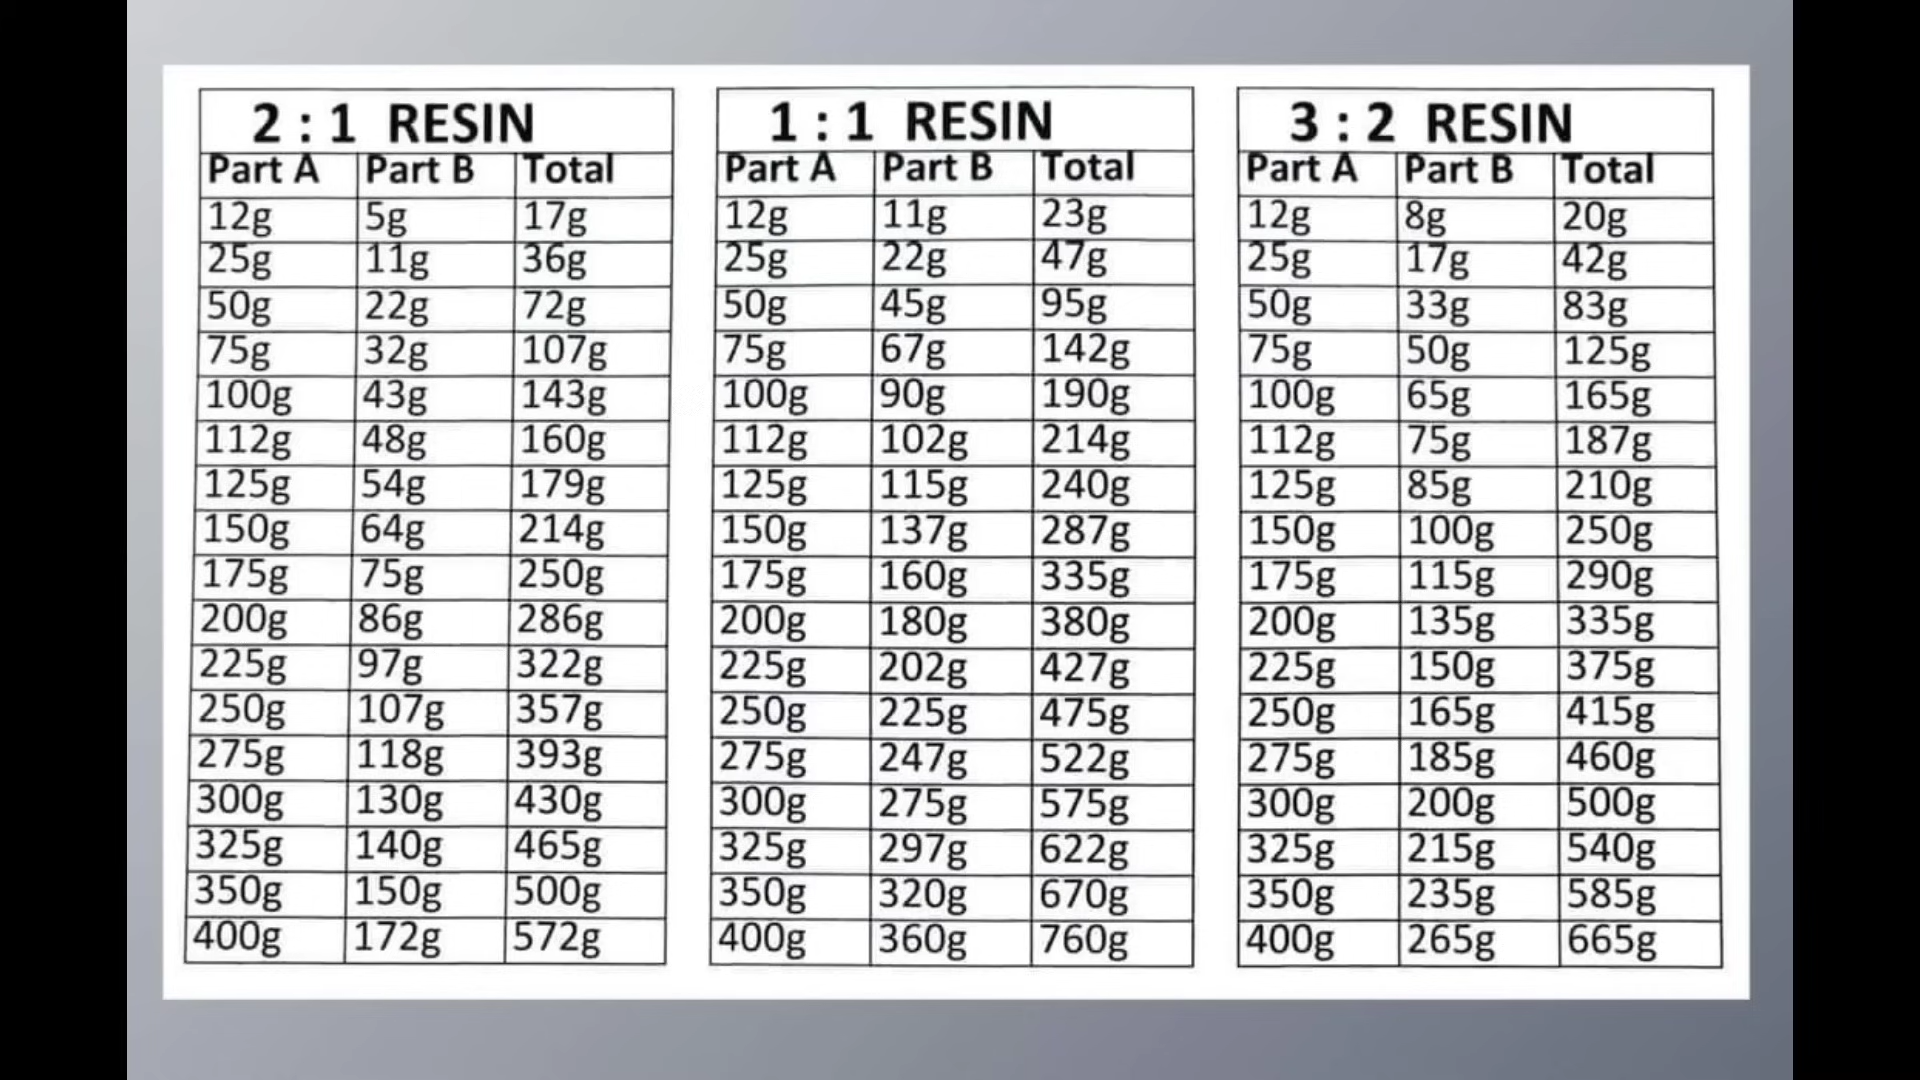 2 : 1 RESIN
Part A Part B Total
12g 5g 17g
25g 11g 36g
50g 22g 72g
75g 32g 107g
100g 43g 143g
112g 48g 160g
125g 54g 179g
150g 64g 214g
175g 75g 250g
200g 86g 286g
225g 97g 322g
250g 107g 357g
275g 118g 393g
300g 130g 430g
325g 140g 465g
350g 150g 500g
400g 172g 572g
1 : 1 RESIN
Part A Part B Total
12g 11g 23g
25g 22g 47g
50g 45g 95g
75g 67g 142g
100g 90g 190g
112g 102g 214g
125g 115g 240g
150g 137g 287g
175g 160g 335g
200g 180g 380g
225g 202g 427g
250g 225g 475g
275g 247g 522g
300g 275g 575g
325g 297g 622g
350g 320g 670g
400g 360g 760g
3 : 2 RESIN
Part A Part B Total
12g 8g 20g
25g 17g 42g
50g 33g 83g
75g 50g 125g
100g 65g 165g
112g 75g 187g
125g 85g 210g
150g 100g 250g
175g 115g 290g
200g 135g 335g
225g 150g 375g
250g 165g 415g
275g 185g 460g
300g 200g 500g
325g 215g 540g
350g 235g 585g
400g 265g 665g